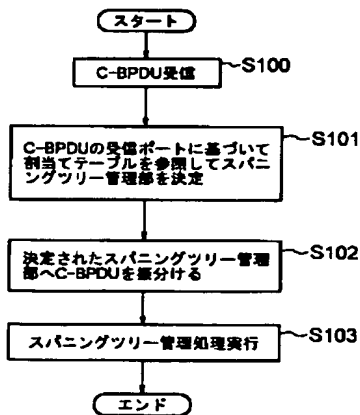 スタート
C-BPDU受信
S100
C-BPDUの受信ポートに基づいて
割当てテーブルを参照してスパニ
ングツリー管理部を決定
S101
決定されたスパニングツリー管理
部へC-BPDUを振分ける
S102
スパニングツリー管理処理実行
S103
エンド